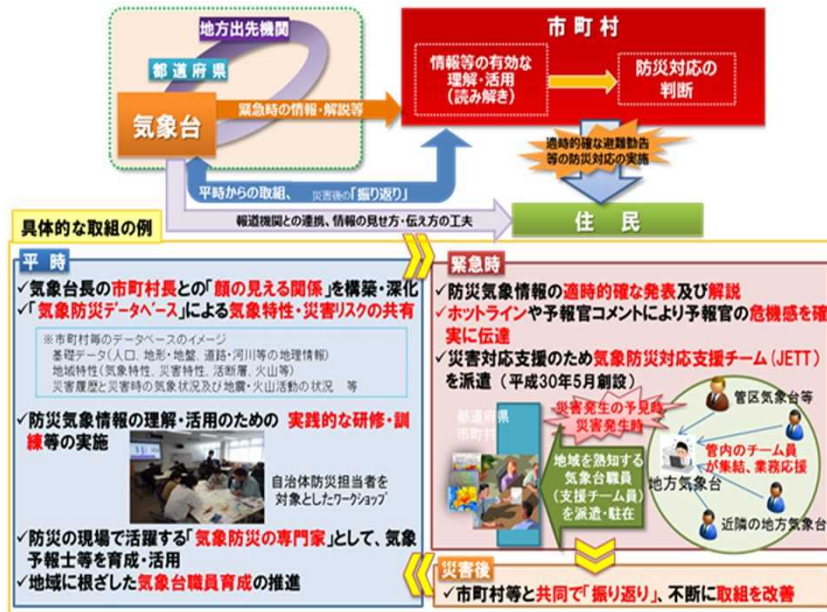 地方出先機関
都道府県
気象台
緊急時の情報・解説等
市町村
情報等の有効な
理解・活用
(読み解き)
防災対応の
判断
適時的確な避難勧告
等の防災対応の実施
平時からの取組、 災害後の「振り返り」
報道機関との連携、情報の見せ方・伝え方の工夫
住 民
具体的な取組の例
平 時
✓気象台長の市町村長との「顔の見える関係」を構築・深化
✓「気象防災データベース」による気象特性・災害リスクの共有
※市町村毎のデータベースのイメージ
基礎データ(人口、地形・地盤、道路・河川等の地理情報)
地域特性(気象特性、災害特性、活断層、火山等)
災害履歴と災害時の気象状況及び地震・火山活動の状況 等
✓防災気象情報の理解・活用のための 実践的な研修・訓
練等の実施
自治体防災担当者を
対象としたワークショップ
✓防災の現場で活躍する「気象防災の専門家」として、気象
予報士等を育成・活用
✓地域に根ざした気象台職員育成の推進
緊急時
✓防災気象情報の適時的確な発表及び解説
✓ホットラインや予報官コメントにより予報官の危機感を確
実に伝達
✓災害対応支援のため気象防災対応支援チーム(JETT)
を派遣 (平成30年5月創設)
都道府県
市町村
災害発生の予見時
災害発生時
地域を熟知する
気象台職員
(支援チーム員)
を派遣・駐在
管区気象台等
管内のチーム員
が集結、業務応援
地方気象台
近隣の地方気象台
災害後
✓市町村等と共同で「振り返り」、不断に取組を改善